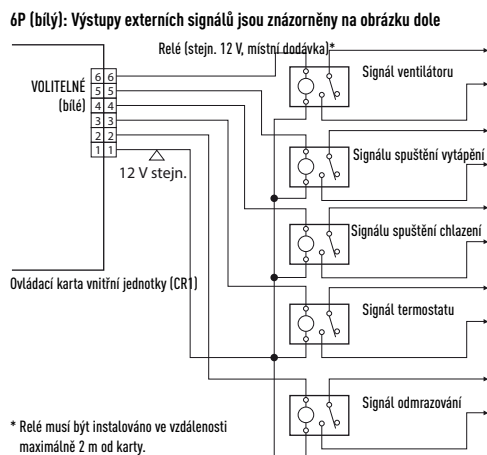 6P (bílý): Výstupy externích signálů jsou znázorněny na obrázku dole
Relé (stejn. 12 V, místní dodávka)*
VOLITELNÉ
(bílé)
6 6
5 5
4 4
3 3
2 2
1 1
12 V stejn.
Signál ventilátoru
Signálu spuštění vytápění
Signálu spuštění chlazení
Ovládací karta vnitřní jednotky (CR1)
Signál termostatu
Signál odmrazování
* Relé musí být instalováno ve vzdálenosti
maximálně 2 m od karty.